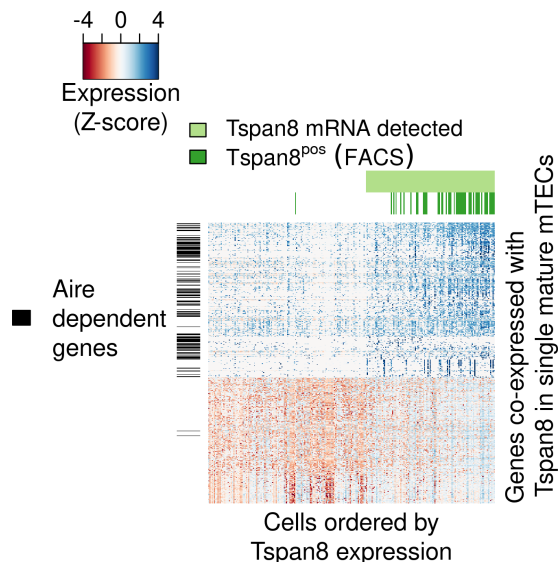 -4 0 4
Expression
(Z-score)
Tspan8 mRNA detected
Tspan8pos (FACS)
Aire
dependent
genes
Genes co-expressed with
Tspan8 in single mature mTECs
Cells ordered by
Tspan8 expression